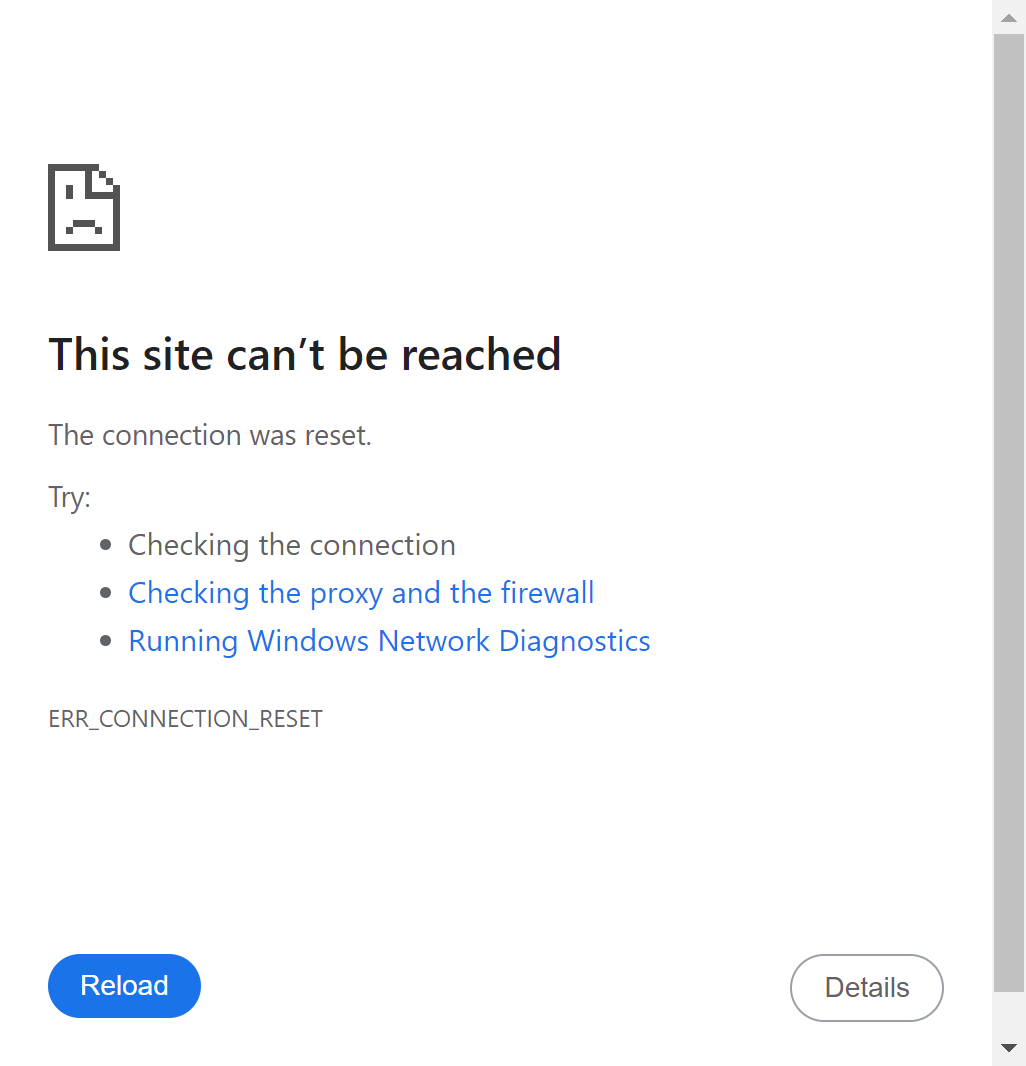 This site can’t be reached
The connection was reset.
Try:
Checking the connection
Checking the proxy and the firewall
Running Windows Network Diagnostics
ERR_CONNECTION_RESET
Reload
Details